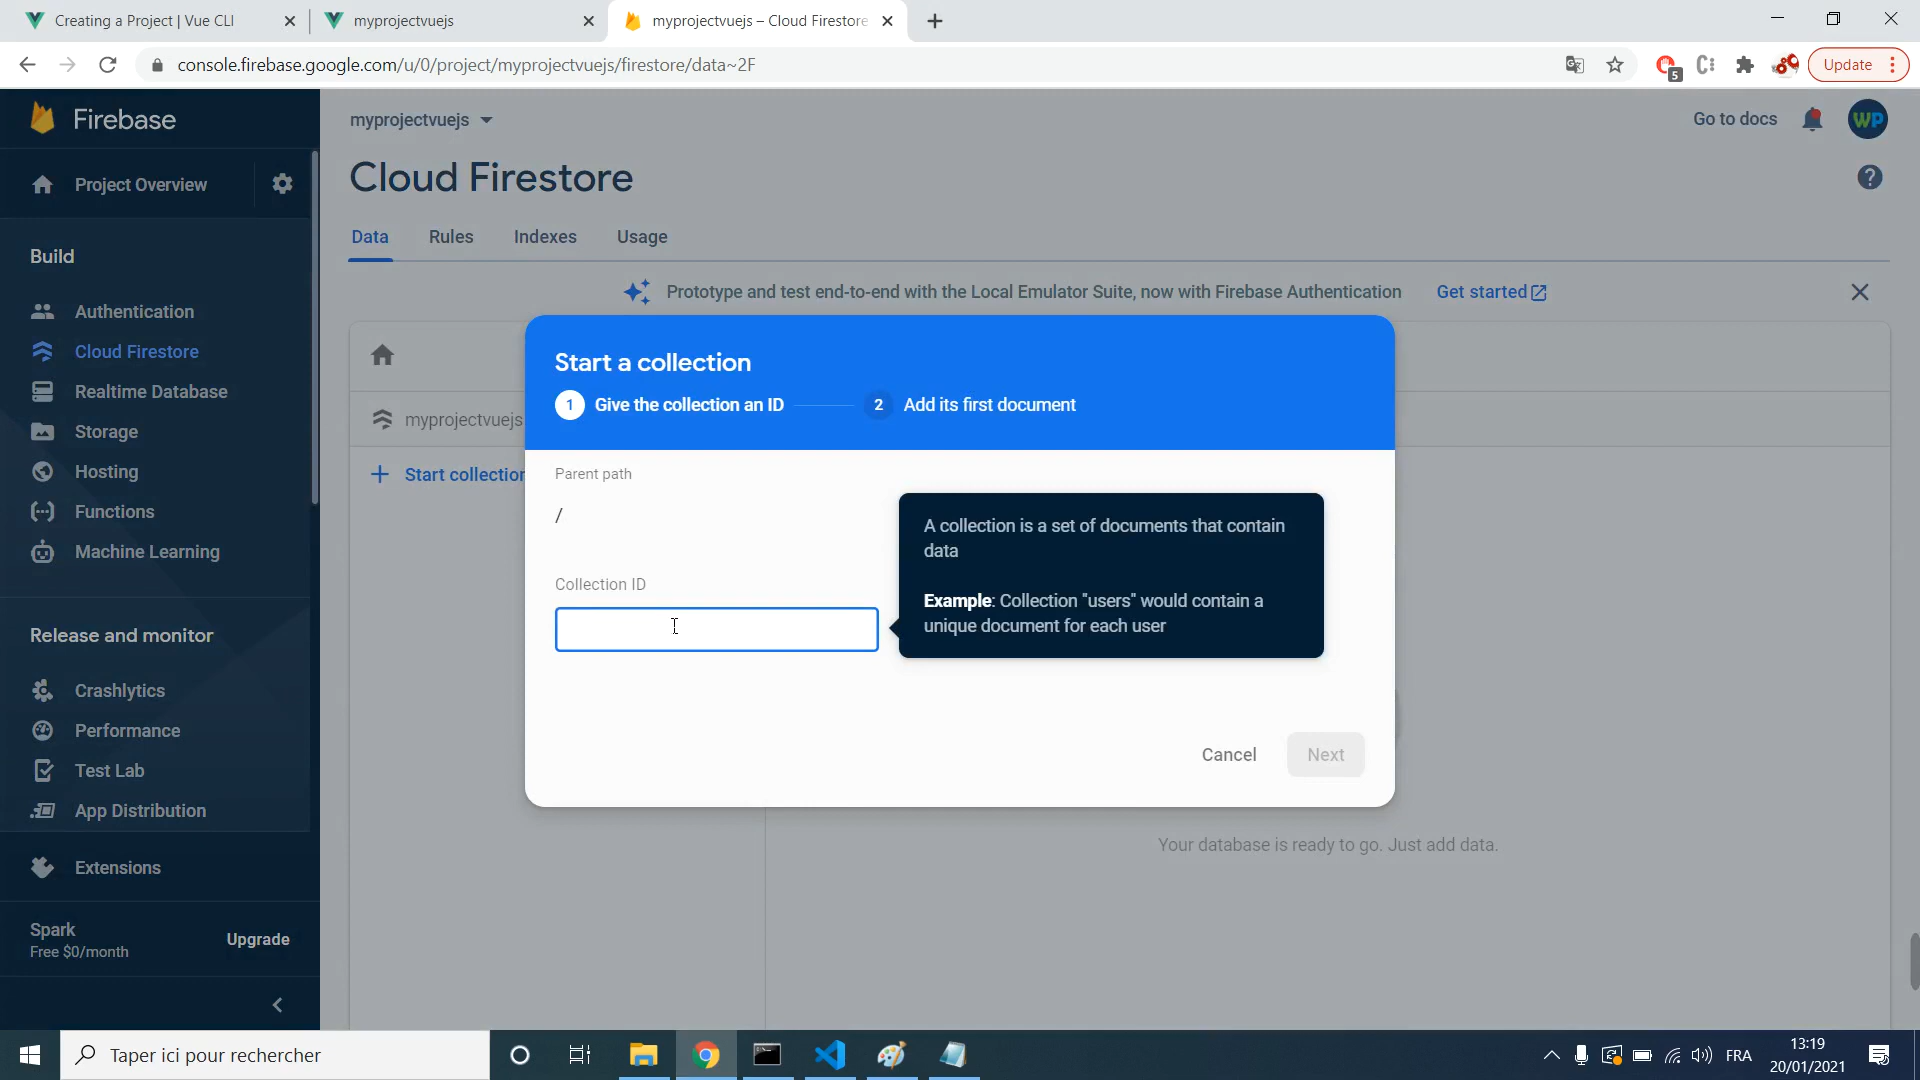 Creating a Project | Vue CLI
myprojectvuejs
myprojectvuejs – Cloud Firestore
console.firebase.google.com/u/0/project/myprojectvuejs/firestore/data~2F
5
Update
Firebase
myprojectvuejs
Go to docs
WP
Project Overview
Cloud Firestore
Data
Rules
Indexes
Usage
Build
Authentication
Cloud Firestore
Realtime Database
Storage
Hosting
Functions
Machine Learning
Release and monitor
Crashlytics
Performance
Test Lab
App Distribution
Extensions
Spark
Free $0/month
Upgrade
Prototype and test end-to-end with the Local Emulator Suite, now with Firebase Authentication
Get started
myprojectvuejs
Start collection
Start a collection
1 Give the collection an ID
2 Add its first document
Parent path
/
Collection ID
A collection is a set of documents that contain
data
Example: Collection "users" would contain a
unique document for each user
Cancel
Next
Your database is ready to go. Just add data.
Taper ici pour rechercher
FRA
13:19
20/01/2021